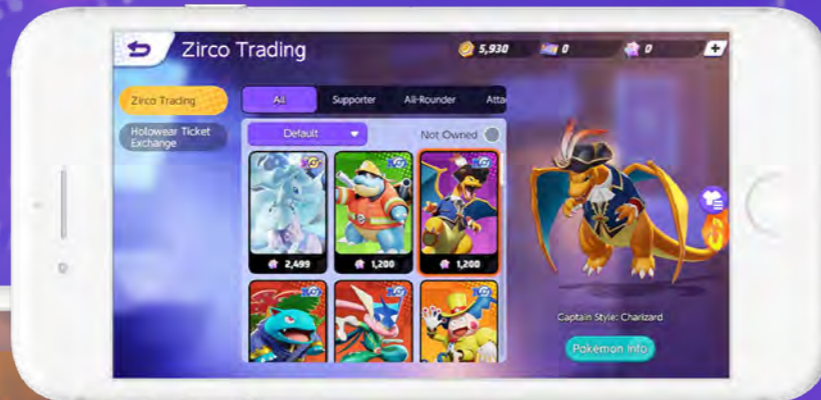 Zirco Trading
5,930
0
0
Zirco Trading
All
Supporter
All-Rounder
Atta
Holowear Ticket
Exchange
Default
Not Owned
2,499
1,200
1,200
Captain Style: Charizard
Pokémon Info